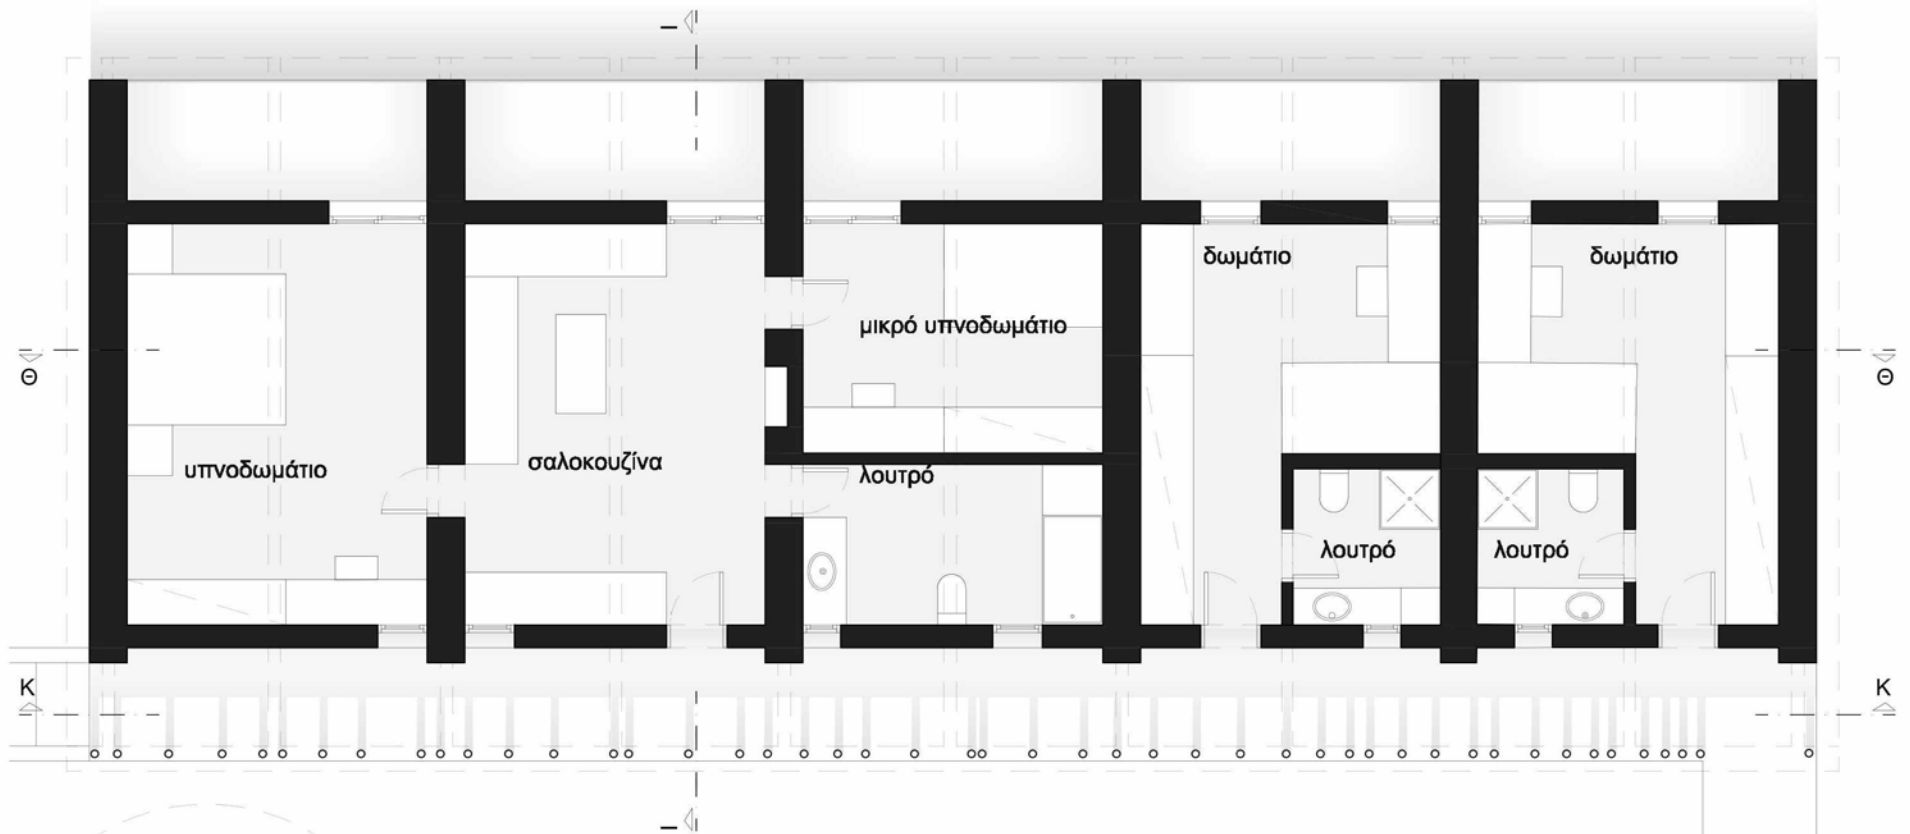 Ι
δωμάτιο
δωμάτιο
μικρό υπνοδωμάτιο
Θ
Θ
υπνοδωμάτιο
σαλοκουζίνα
λουτρό
λουτρό
λουτρό
Κ
Κ
Ι